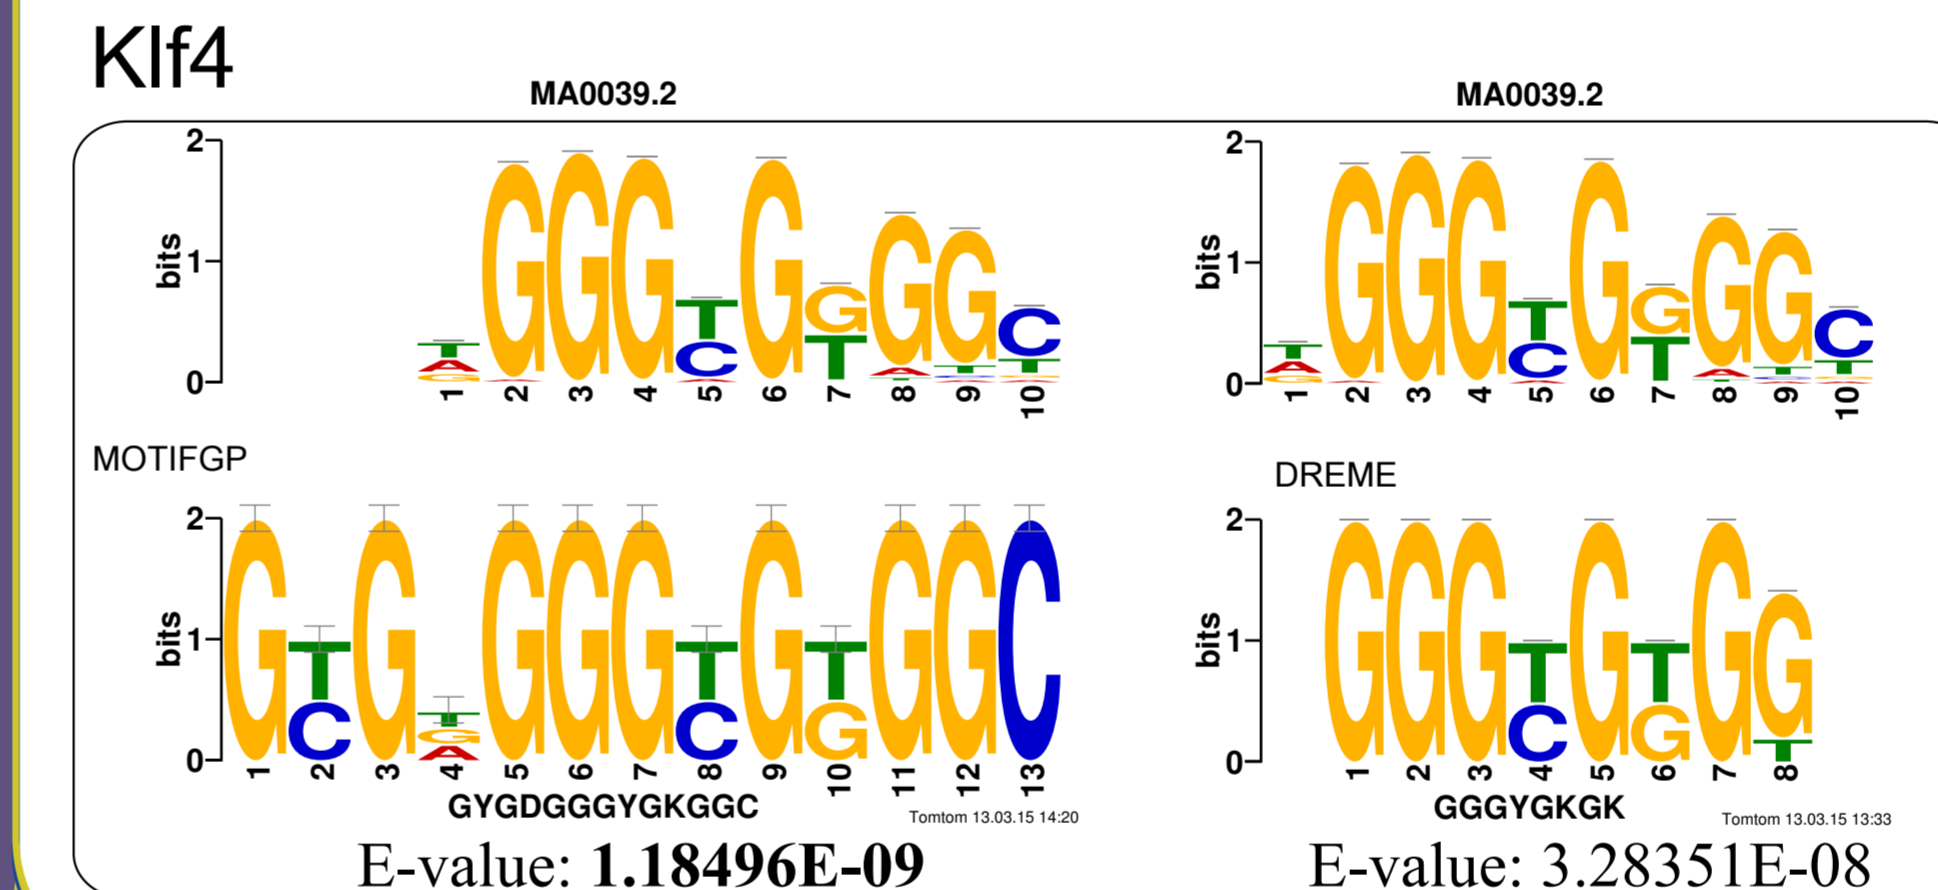 Klf4
MA0039.2
MA0039.2
2
1
0
bits
T A G G G G T C A G G T G A G T C C T G A
1 2 3 4 5 6 7 8 9 10
2
1
0
bits
T A G G G G T C A G G T G A G T C C T G A
1 2 3 4 5 6 7 8 9 10
MOTIFGP
2
1
0
bits
G T C G T G A G G G T C G T G G G C
1 2 3 4 5 6 7 8 9 10 11 12 13
GYGDGGGYGKGGC
Tomtom 13.03.15 14:20
E-value: 1.18496E-09
DREME
2
1
0
bits
G G G T C G T G G G T
1 2 3 4 5 6 7 8
GGGYGKGK
Tomtom 13.03.15 13:33
E-value: 3.28351E-08